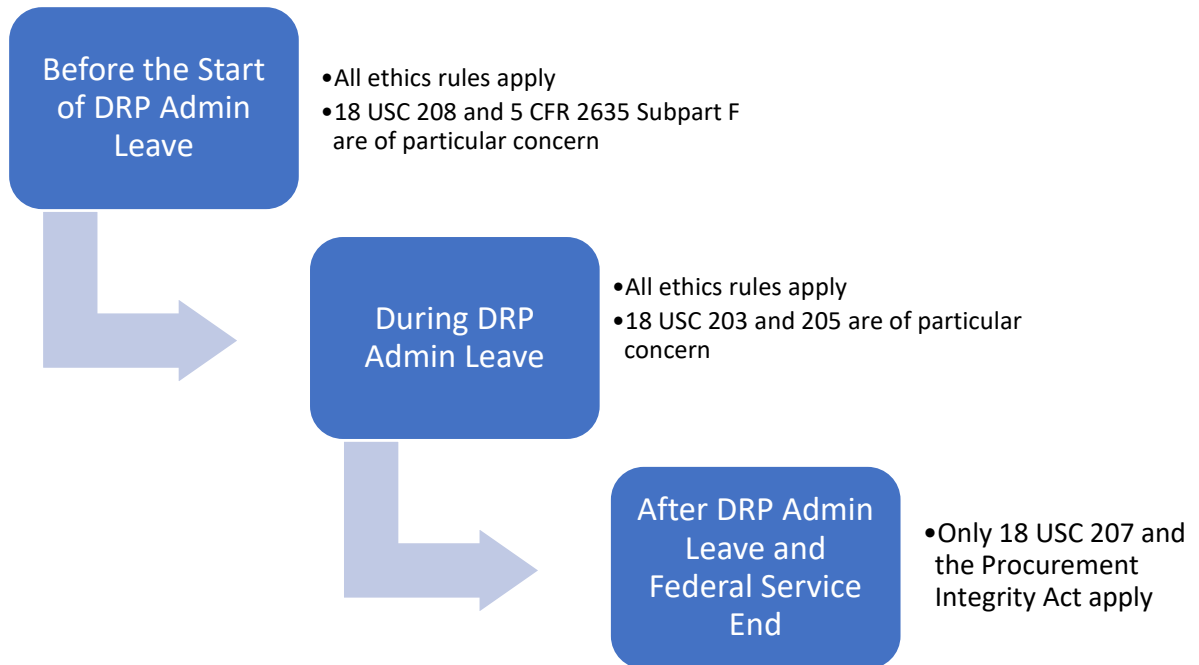 Before the Start
of DRP Admin
Leave
•All ethics rules apply
•18 USC 208 and 5 CFR 2635 Subpart F
are of particular concern
During DRP
Admin Leave
•All ethics rules apply
•18 USC 203 and 205 are of particular
concern
After DRP Admin
Leave and
Federal Service
End
•Only 18 USC 207 and
the Procurement
Integrity Act apply